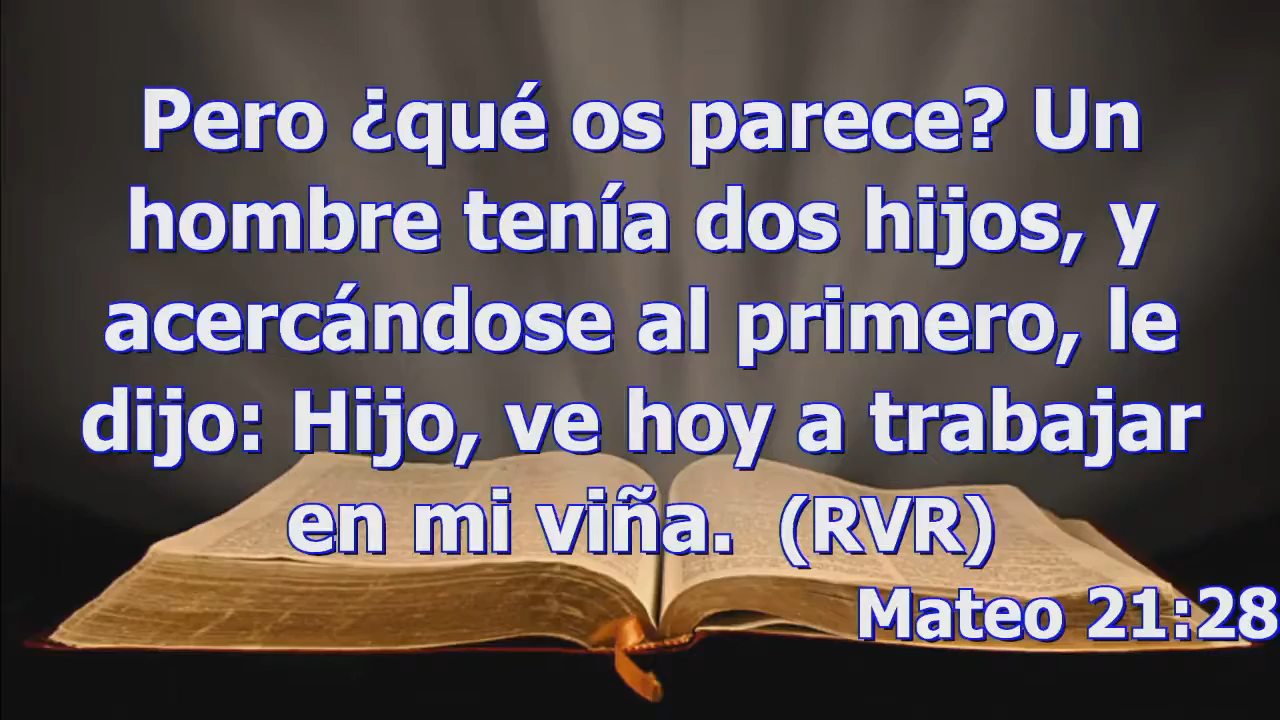 Pero ¿qué os parece? Un
hombre tenía dos hijos, y
acercándose al primero, le
dijo: Hijo, ve hoy a trabajar
en mi viña.  (RVR)
Mateo 21:28